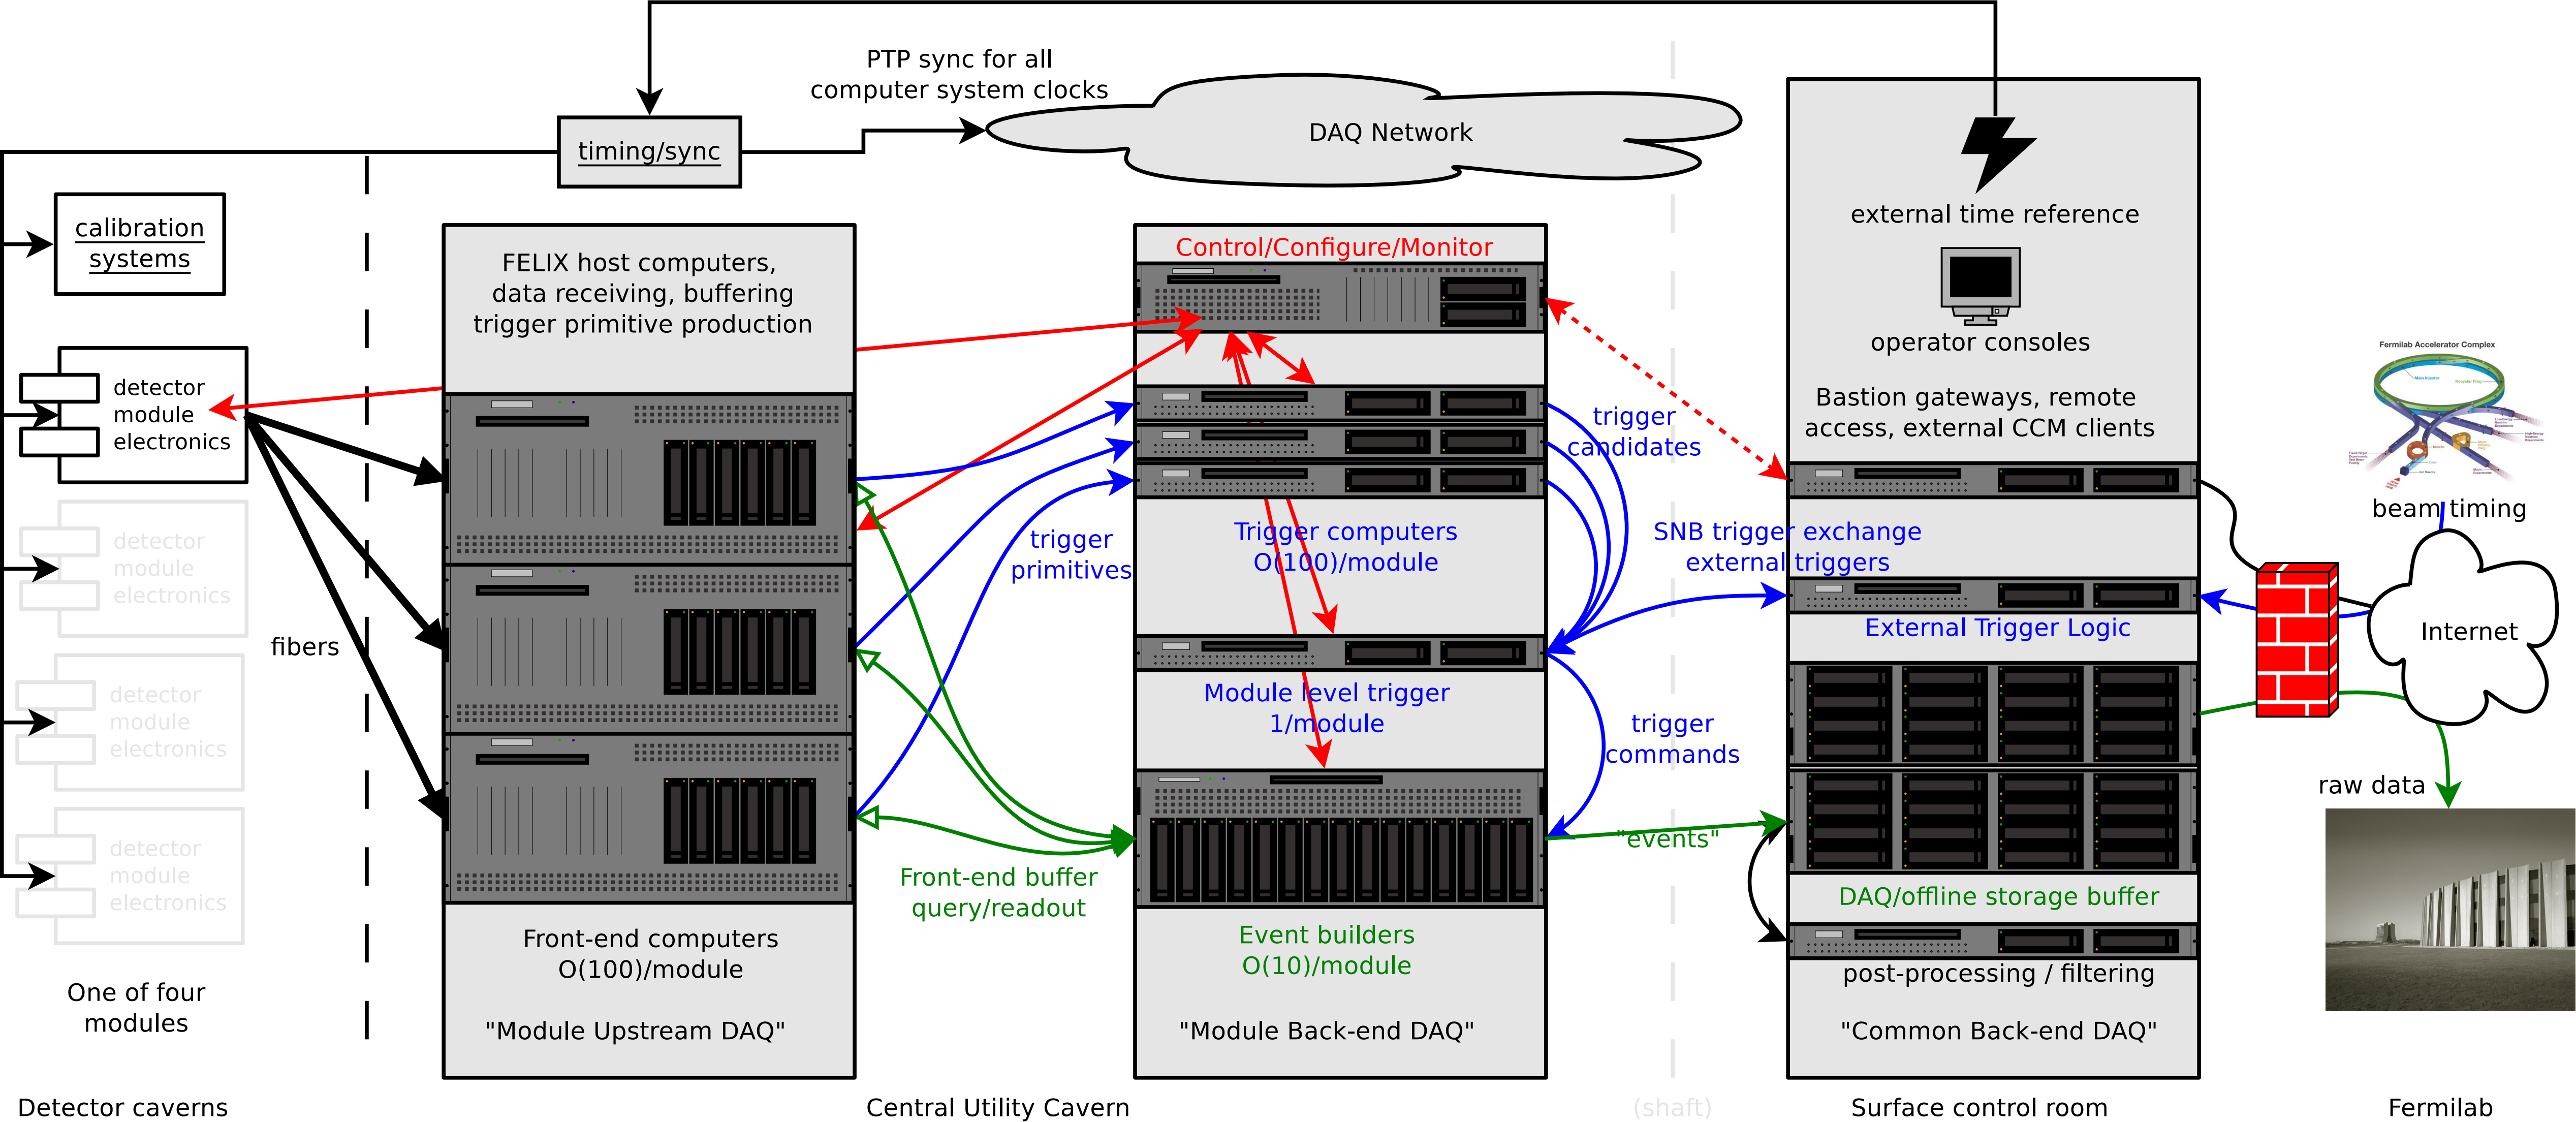 PTP sync for all
computer system clocks
DAQ Network
timing/sync
calibration
systems
detector
module
electronics
detector
module
electronics
detector
module
electronics
detector
module
electronics
fibers
One of four
modules
Detector caverns
FELIX host computers,
data receiving, buffering
trigger primitive production
Front-end computers
O(100)/module
"Module Upstream DAQ"
trigger
primitives
Front-end buffer
query/readout
Central Utility Cavern
Control/Configure/Monitor
Trigger computers
O(100)/module
Module level trigger
1/module
Event builders
O(10)/module
"Module Back-end DAQ"
trigger
candidates
SNB trigger exchange
external triggers
trigger
commands
"events"
(shaft)
external time reference
operator consoles
Bastion gateways, remote
access, external CCM clients
External Trigger Logic
DAQ/offline storage buffer
post-processing / filtering
"Common Back-end DAQ"
Surface control room
Fermilab Accelerator Complex
Main Injector
Recycler Ring
beam timing
Internet
raw data
Fermilab